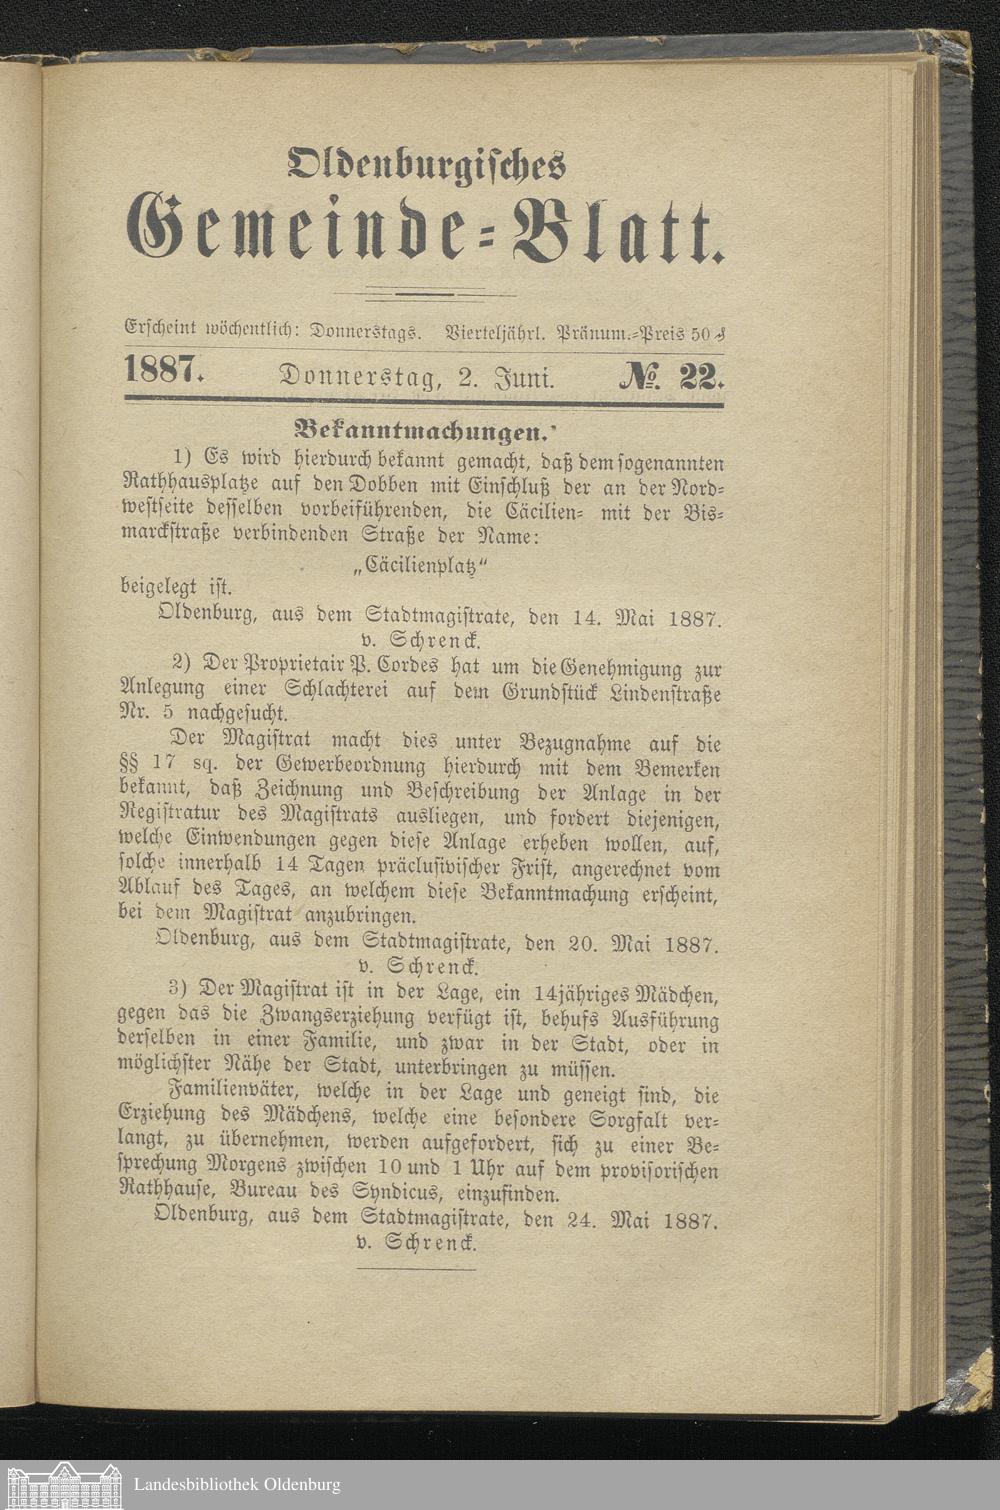 Oldenburgisches
Gemeinde-Blatt.
Erscheint wöchentlich: Donnerstags. Vierteljährl. Pränum.-Preis 50 ₰
1887. Donnerstag, 2. Juni. № 22.
Bekanntmachungen.
1) Es wird hierdurch bekannt gemacht, daß dem sogenannten
Rathhausplatze auf den Dobben mit Einschluß der an der Nord-
westseite desselben vorbeiführenden, die Cäcilien- mit der Bis-
marckstraße verbindenden Straße der Name:
„Cäcilienplatz“
beigelegt ist.
Oldenburg, aus dem Stadtmagistrate, den 14. Mai 1887.
v. Schrenck.
2) Der Proprietair P. Cordes hat um die Genehmigung zur
Anlegung einer Schlachterei auf dem Grundstück Lindenstraße
Nr. 5 nachgesucht.
Der Magistrat macht dies unter Bezugnahme auf die
§§ 17 sq. der Gewerbeordnung hierdurch mit dem Bemerken
bekannt, daß Zeichnung und Beschreibung der Anlage in der
Registratur des Magistrats ausliegen, und fordert diejenigen,
welche Einwendungen gegen diese Anlage erheben wollen, auf,
solche innerhalb 14 Tagen präclusivischer Frist, angerechnet vom
Ablauf des Tages, an welchem diese Bekanntmachung erscheint,
bei dem Magistrat anzubringen.
Oldenburg, aus dem Stadtmagistrate, den 20. Mai 1887.
v. Schrenck.
3) Der Magistrat ist in der Lage, ein 14jähriges Mädchen,
gegen das die Zwangserziehung verfügt ist, behufs Ausführung
derselben in einer Familie, und zwar in der Stadt, oder in
möglichster Nähe der Stadt, unterbringen zu müssen.
Familienväter, welche in der Lage und geneigt sind, die
Erziehung des Mädchens, welche eine besondere Sorgfalt ver-
langt, zu übernehmen, werden aufgefordert, sich zu einer Be-
sprechung Morgens zwischen 10 und 1 Uhr auf dem provisorischen
Rathhause, Bureau des Syndicus, einzufinden.
Oldenburg, aus dem Stadtmagistrate, den 24. Mai 1887.
v. Schrenck.
Landesbibliothek Oldenburg